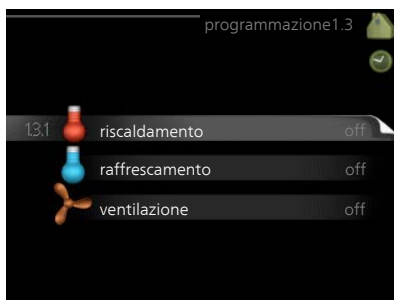 programmazione1.3
1.3.1 riscaldamento off
raffrescamento off
ventilazione off